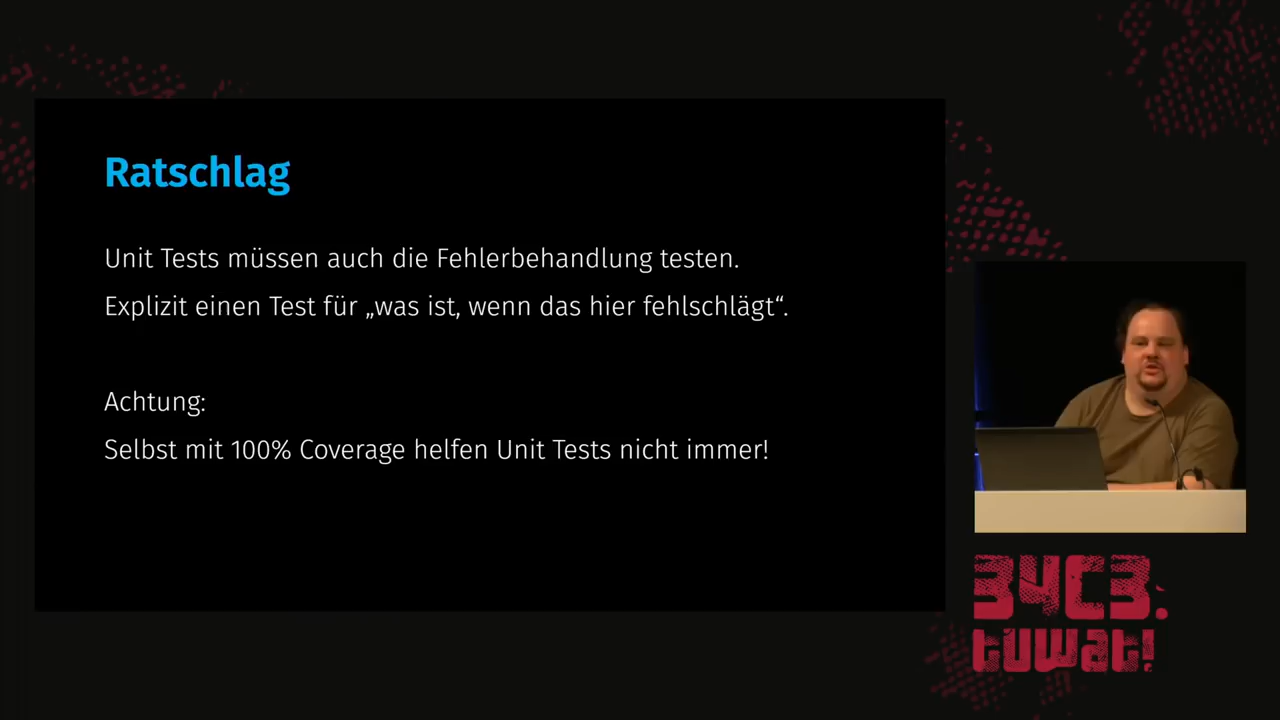 Ratschlag
Unit Tests müssen auch die Fehlerbehandlung testen.
Explizit einen Test für „was ist, wenn das hier fehlschlägt“.
Achtung:
Selbst mit 100% Coverage helfen Unit Tests nicht immer!
34C3.
tuwat!